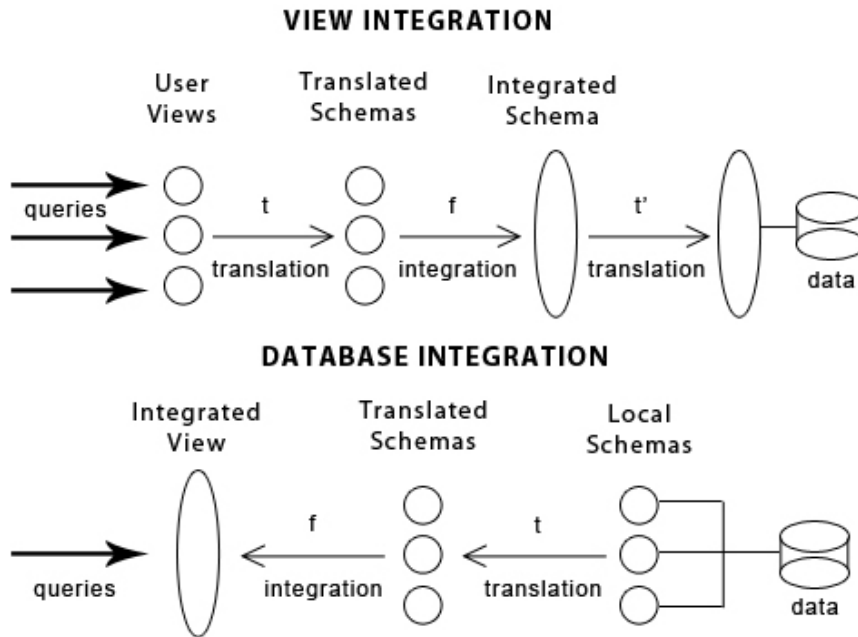 VIEW INTEGRATION
User
Views
Translated
Schemas
Integrated
Schema
queries
t
translation
f
integration
t'
translation
data
DATABASE INTEGRATION
Integrated
View
Translated
Schemas
Local
Schemas
queries
f
integration
t
translation
data